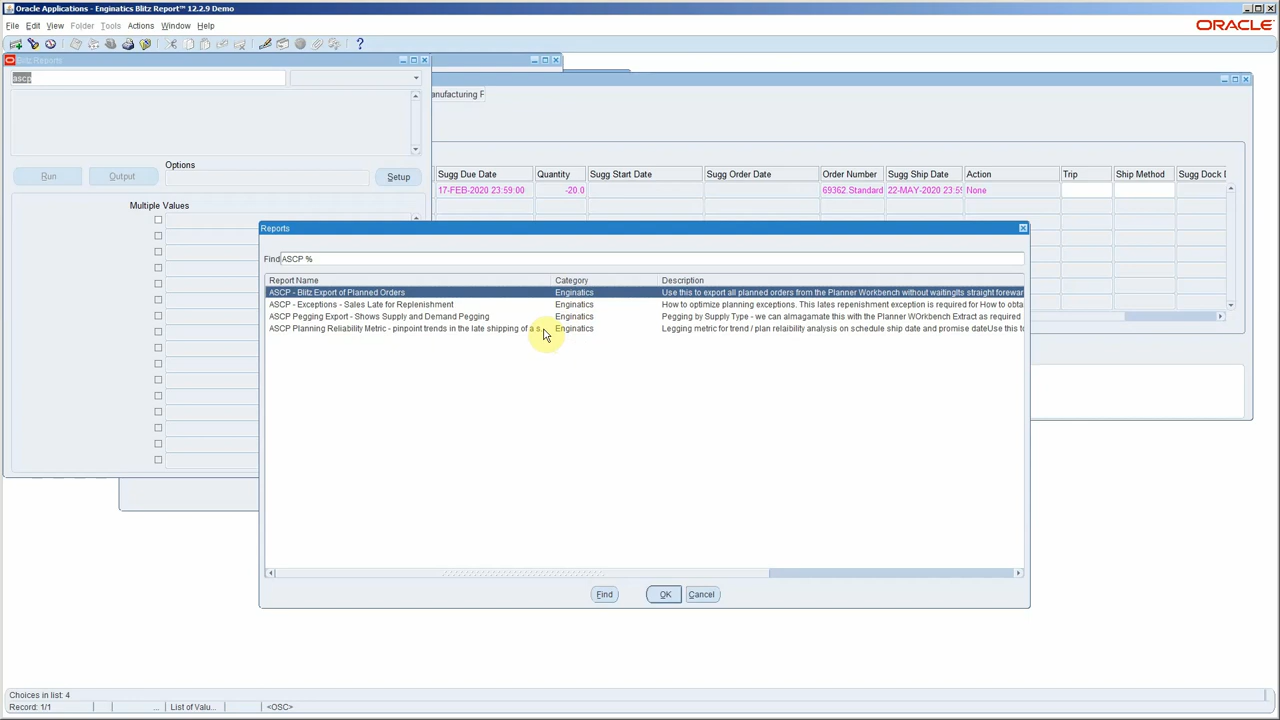 Oracle Applications - Enginatics Blitz Report™ 12.2.9 Demo
File Edit View Folder Tools Actions Window Help
ORACLE
Blitz Reports
ascp
anufacturing F
Options
Run Output Setup
Sugg Due Date Quantity Sugg Start Date Sugg Order Date Order Number Sugg Ship Date Action Trip Ship Method Sugg Dock D
17-FEB-2020 23:59:00 -20.0 69362.Standard 22-MAY-2020 23:59 None
Multiple Values
Reports
Find ASCP %
Report Name Category Description
ASCP - Blitz Export of Planned Orders Enginatics Use this to export all planned orders from the Planner Workbench without waitingIts straight forward
ASCP - Exceptions - Sales Late for Replenishment Enginatics How to optimize planning exceptions. This lates repenishment exception is required for How to obta
ASCP Pegging Export - Shows Supply and Demand Pegging Enginatics Pegging by Supply Type - we can almagamate this with the Planner WOrkbench Extract as required
ASCP Planning Reliability Metric - pinpoint trends in the late shipping of a s Enginatics Legging metric for trend / plan relaibility analysis on schedule ship date and promise dateUse this to
Find OK Cancel
Choices in list: 4
Record: 1/1 ... List of Valu... <OSC>